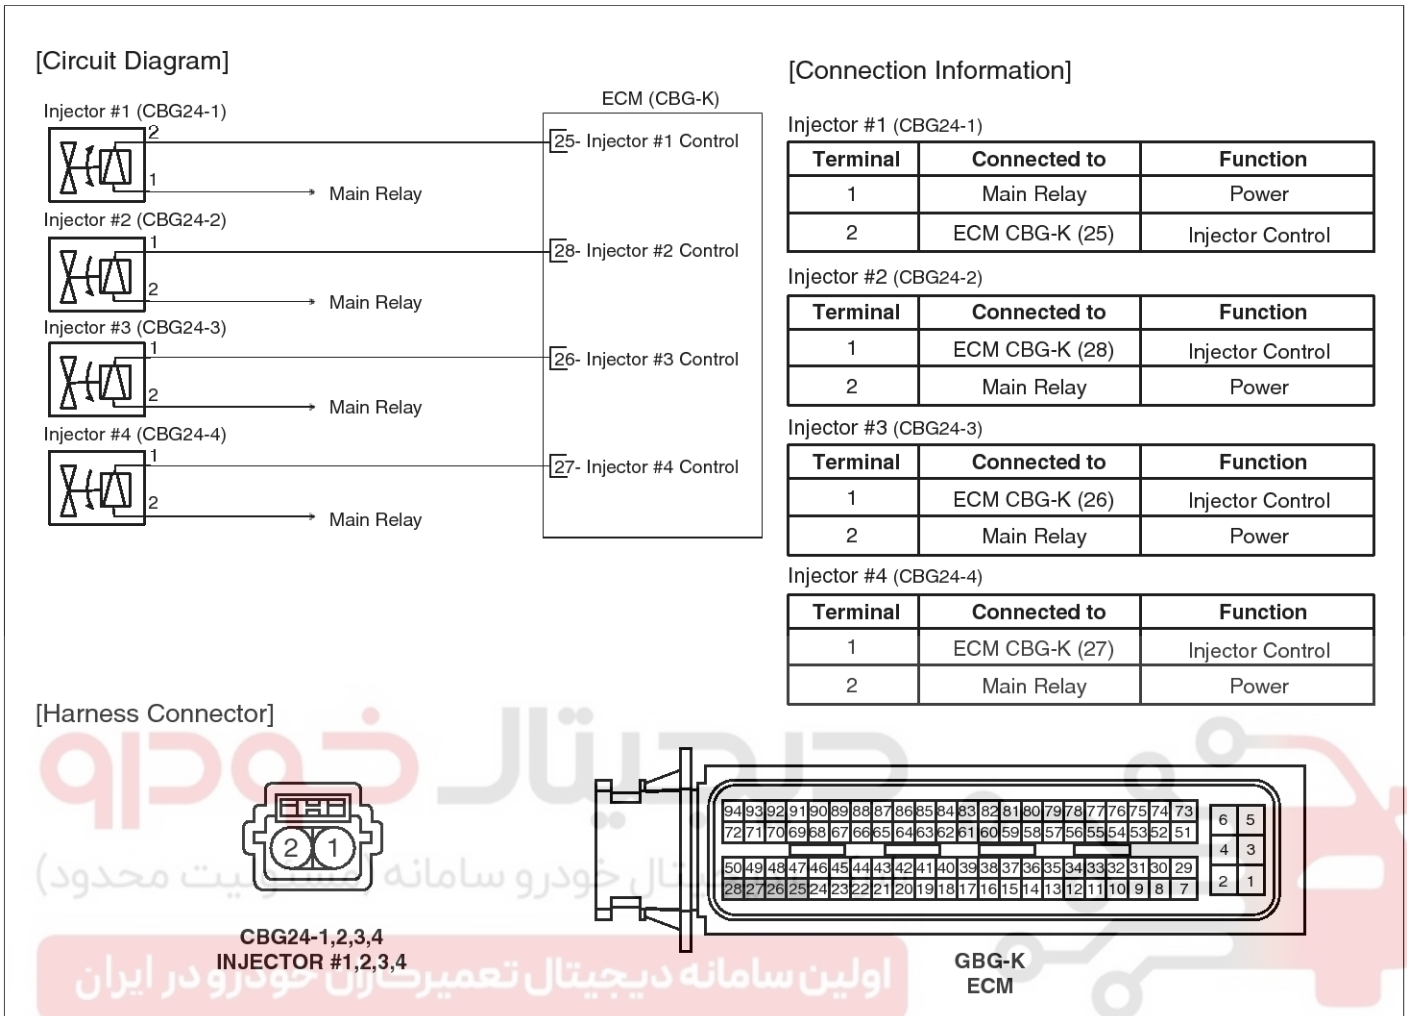 [Circuit Diagram]
Injector #1 (CBG24-1)
2
1
Main Relay
Injector #2 (CBG24-2)
1
2
Main Relay
Injector #3 (CBG24-3)
1
2
Main Relay
Injector #4 (CBG24-4)
1
2
Main Relay
ECM (CBG-K)
25- Injector #1 Control
28- Injector #2 Control
26- Injector #3 Control
27- Injector #4 Control
[Connection Information]
Injector #1 (CBG24-1)
Terminal Connected to Function
1 Main Relay Power
2 ECM CBG-K (25) Injector Control
Injector #2 (CBG24-2)
Terminal Connected to Function
1 ECM CBG-K (28) Injector Control
2 Main Relay Power
Injector #3 (CBG24-3)
Terminal Connected to Function
1 ECM CBG-K (26) Injector Control
2 Main Relay Power
Injector #4 (CBG24-4)
Terminal Connected to Function
1 ECM CBG-K (27) Injector Control
2 Main Relay Power
[Harness Connector]
دیجیتال خودرو
2 1
دیجیتال خودرو سامانه (مسئولیت محدود)
CBG24-1,2,3,4
INJECTOR #1,2,3,4
94 93 92 91 90 89 88 87 86 85 84 83 82 81 80 79 78 77 76 75 74 73
72 71 70 69 68 67 66 65 64 63 62 61 60 59 58 57 56 55 54 53 52 51
50 49 48 47 46 45 44 43 42 41 40 39 38 37 36 35 34 33 32 31 30 29
28 27 26 25 24 23 22 21 20 19 18 17 16 15 14 13 12 11 10 9 8 7
6 5
4 3
2 1
GBG-K
ECM
اولین سامانه دیجیتال تعمیرکاران خودرو در ایران